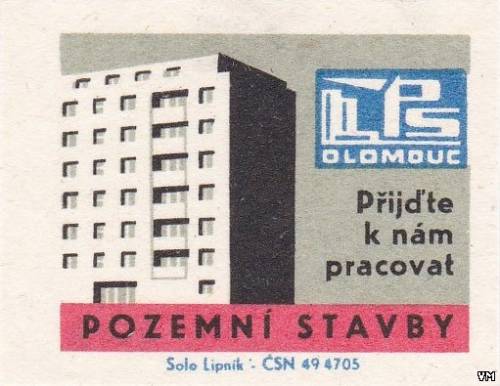 PS
OLOMOUC
Přijďte
k nám
pracovat
POZEMNÍ STAVBY
Solo Lipník - ČSN 49 4705
VM